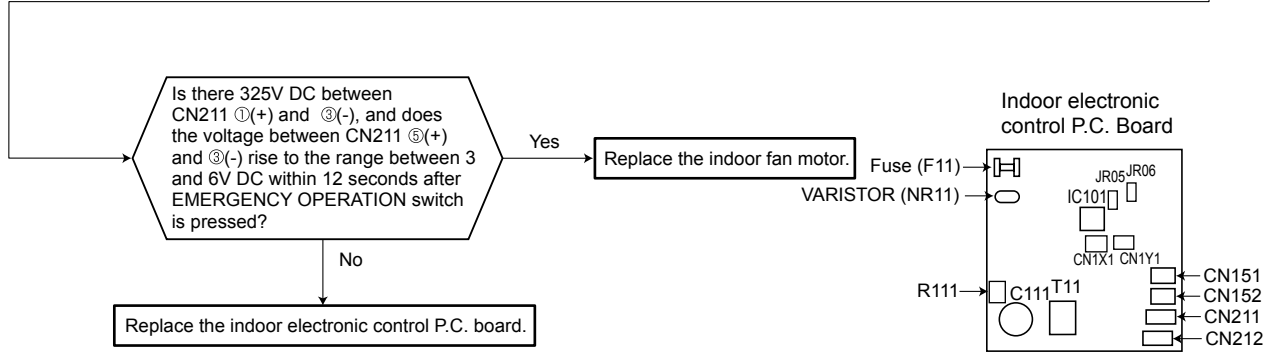 Is there 325V DC between
CN211 ①(+) and ③(-), and does
the voltage between CN211 ⑤(+)
and ③(-) rise to the range between 3
and 6V DC within 12 seconds after
EMERGENCY OPERATION switch
is pressed?
Yes
Replace the indoor fan motor.
No
Replace the indoor electronic control P.C. board.
Indoor electronic
control P.C. Board
Fuse (F11)
VARISTOR (NR11)
JR05
JR06
IC101
CN1X1
CN1Y1
R111
C111
T11
CN151
CN152
CN211
CN212